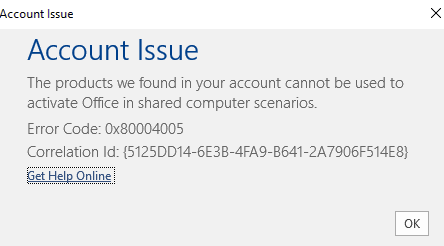 Account Issue
Account Issue
The products we found in your account cannot be used to
activate Office in shared computer scenarios.
Error Code: 0x80004005
Correlation Id: {5125DD14-6E3B-4FA9-B641-2A7906F514E8}
Get Help Online
OK